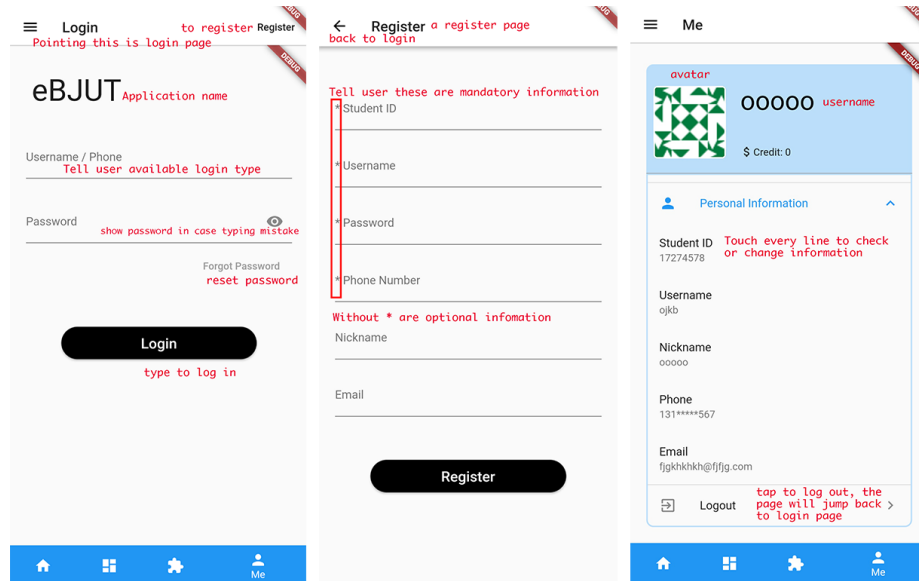 Login
to register Register
DEBUG
Pointing this is login page
DEBUG
eBJUT Application name
Username / Phone
Tell user available login type
Password
show password in case typing mistake
Forgot Password
reset password
Login
type to log in
Me
Register a register page
back to login
Tell user these are mandatory information
* Student ID
* Username
* Password
* Phone Number
Without * are optional infomation
Nickname
Email
Register
Me
DEBUG
avatar
ooooo username
$ Credit: 0
Personal Information
Student ID
17274578
Touch every line to check
or change information
Username
ojkb
Nickname
ooooo
Phone
131*****567
Email
fjgkhkhkh@fjfjg.com
Logout
tap to log out, the
page will jump back
to login page
Me